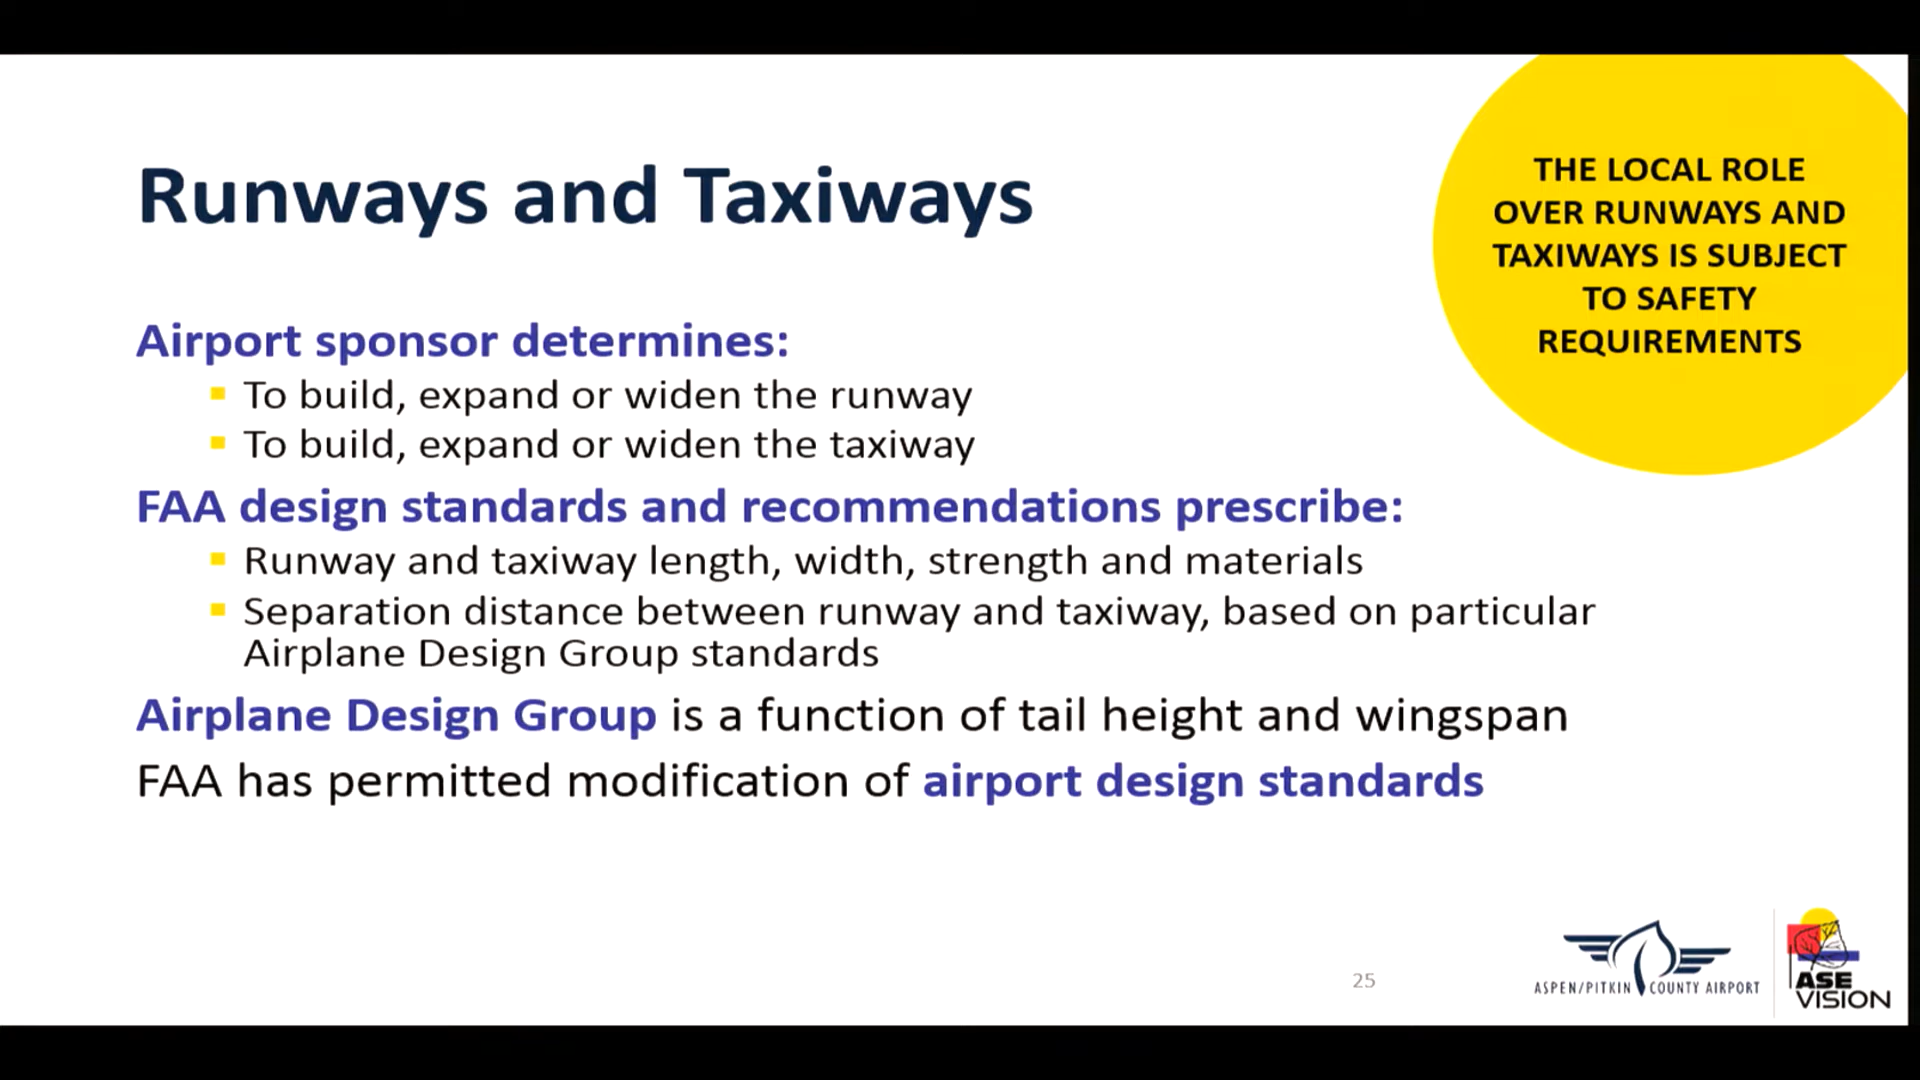 THE LOCAL ROLE
OVER RUNWAYS AND
TAXIWAYS IS SUBJECT
TO SAFETY
REQUIREMENTS
Runways and Taxiways
Airport sponsor determines:
To build, expand or widen the runway
To build, expand or widen the taxiway
FAA design standards and recommendations prescribe:
Runway and taxiway length, width, strength and materials
Separation distance between runway and taxiway, based on particular
Airplane Design Group standards
Airplane Design Group is a function of tail height and wingspan
FAA has permitted modification of airport design standards
25
ASPEN/PITKIN COUNTY AIRPORT
ASE
VISION